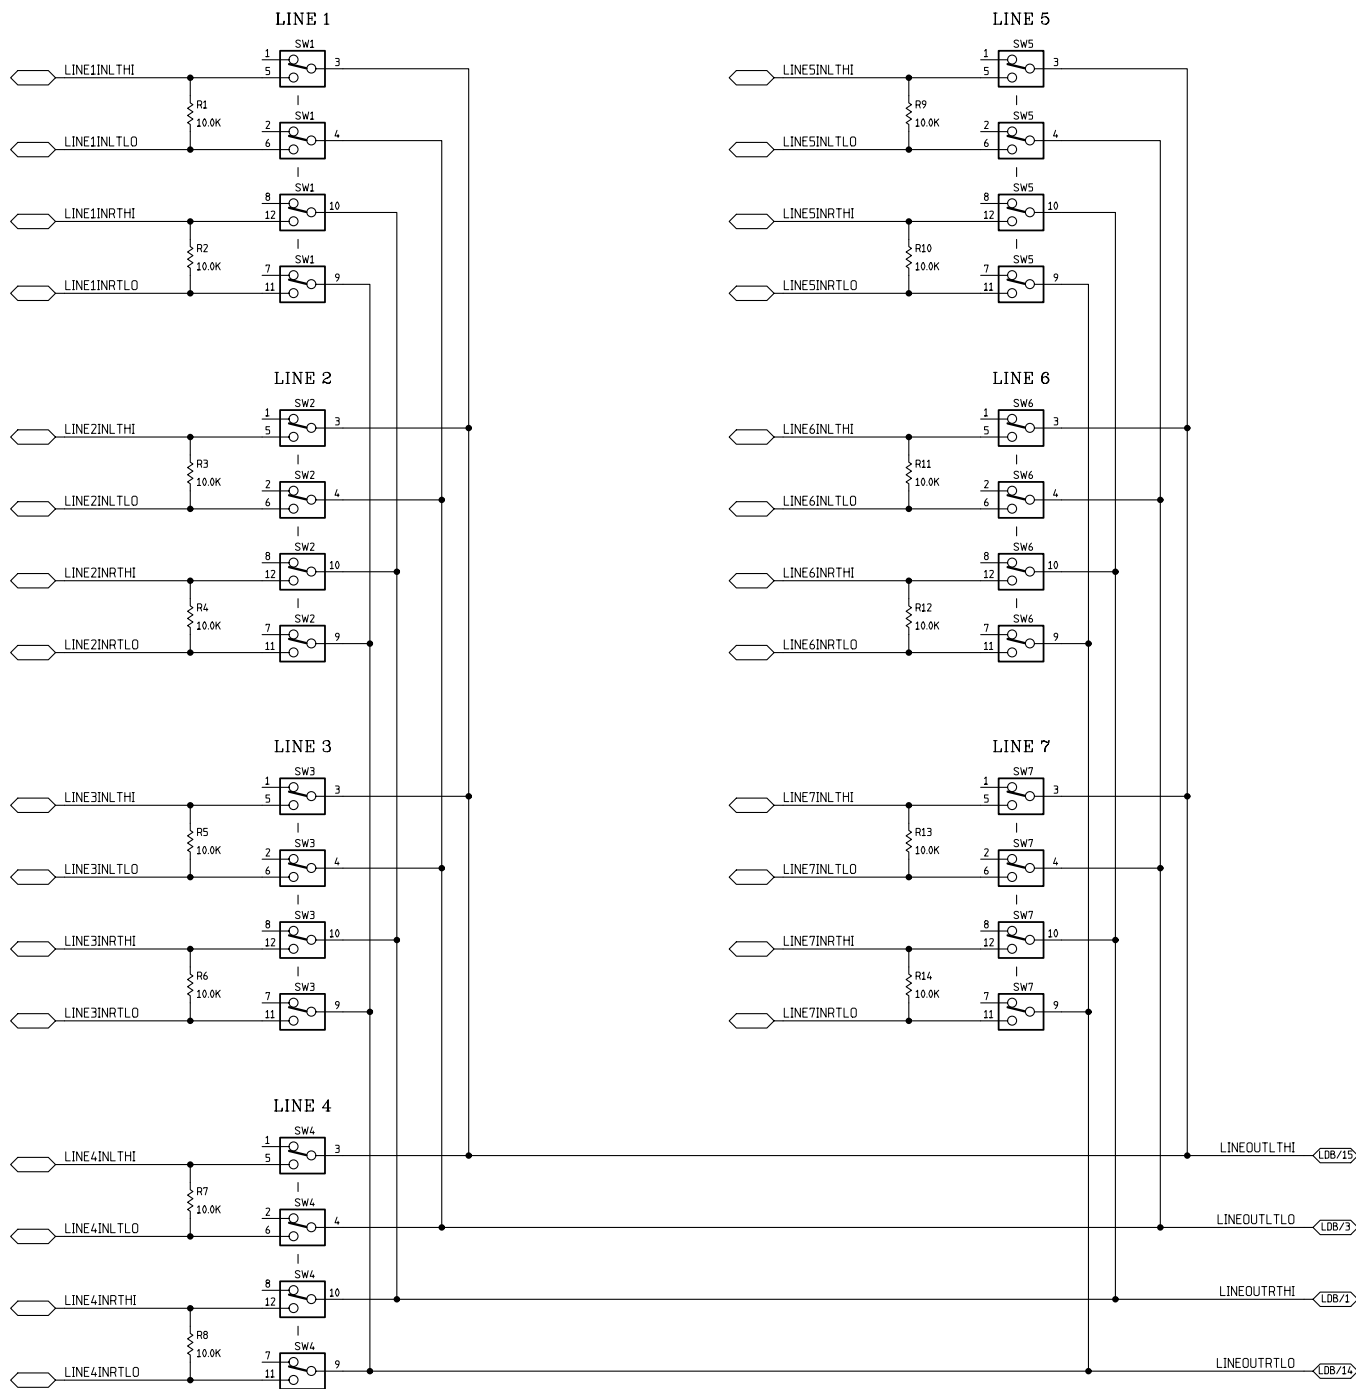 LINE 1
SW1
1
LINE1INLTHI
5
3
R1
10.0K
SW1
2
LINE1INLTLO
6
4
SW1
8
LINE1INRTHI
12
10
R2
10.0K
SW1
7
LINE1INRTLO
11
9
LINE 2
SW2
1
LINE2INLTHI
5
3
R3
10.0K
SW2
2
LINE2INLTLO
6
4
SW2
8
LINE2INRTHI
12
10
R4
10.0K
SW2
7
LINE2INRTLO
11
9
LINE 3
SW3
1
LINE3INLTHI
5
3
R5
10.0K
SW3
2
LINE3INLTLO
6
4
SW3
8
LINE3INRTHI
12
10
R6
10.0K
SW3
7
LINE3INRTLO
11
9
LINE 4
SW4
1
LINE4INLTHI
5
3
R7
10.0K
SW4
2
LINE4INLTLO
6
4
SW4
8
LINE4INRTHI
12
10
R8
10.0K
SW4
7
LINE4INRTLO
11
9
LINE 5
SW5
1
LINE5INLTHI
5
3
R9
10.0K
SW5
2
LINE5INLTLO
6
4
SW5
8
LINE5INRTHI
12
10
R10
10.0K
SW5
7
LINE5INRTLO
11
9
LINE 6
SW6
1
LINE6INLTHI
5
3
R11
10.0K
SW6
2
LINE6INLTLO
6
4
SW6
8
LINE6INRTHI
12
10
R12
10.0K
SW6
7
LINE6INRTLO
11
9
LINE 7
SW7
1
LINE7INLTHI
5
3
R13
10.0K
SW7
2
LINE7INLTLO
6
4
SW7
8
LINE7INRTHI
12
10
R14
10.0K
SW7
7
LINE7INRTLO
11
9
LINEOUTLTHI
LDB/15
LINEOUTLTLO
LDB/3
LINEOUTRTHI
LDB/1
LINEOUTRTLO
LDB/14